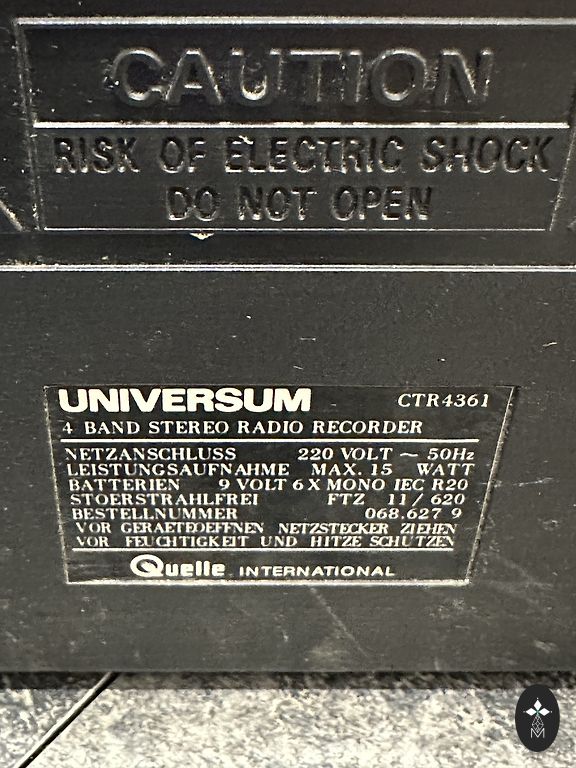 CAUTION
RISK OF ELECTRIC SHOCK
DO NOT OPEN
UNIVERSUM CTR4361
4 BAND STEREO RADIO RECORDER
NETZANSCHLUSS 220 VOLT ~ 50Hz
LEISTUNGSAUFNAHME MAX. 15 WATT
BATTERIEN 9 VOLT 6 X MONO IEC R20
STOERSTRAHLFREI FTZ 11/620
BESTELLNUMMER 068.627 9
VOR GERAETEOEFFNEN NETZSTECKER ZIEHEN
VOR FEUCHTIGKEIT UND HITZE SCHUTZEN
Quelle INTERNATIONAL
M